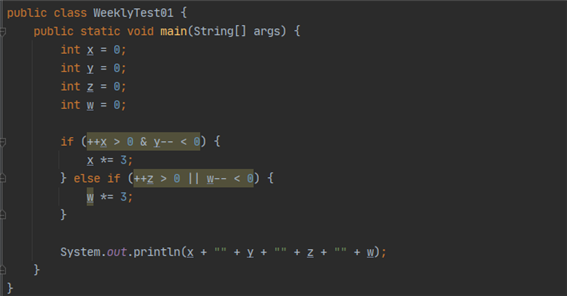 public class WeeklyTest01 {
public static void main(String[] args) {
int x = 0;
int y = 0;
int z = 0;
int w = 0;
if (++x > 0 & y-- < 0) {
x *= 3;
} else if (++z > 0 || w-- < 0) {
w *= 3;
}
System.out.println(x + "" + y + "" + z + "" + w);
}
}